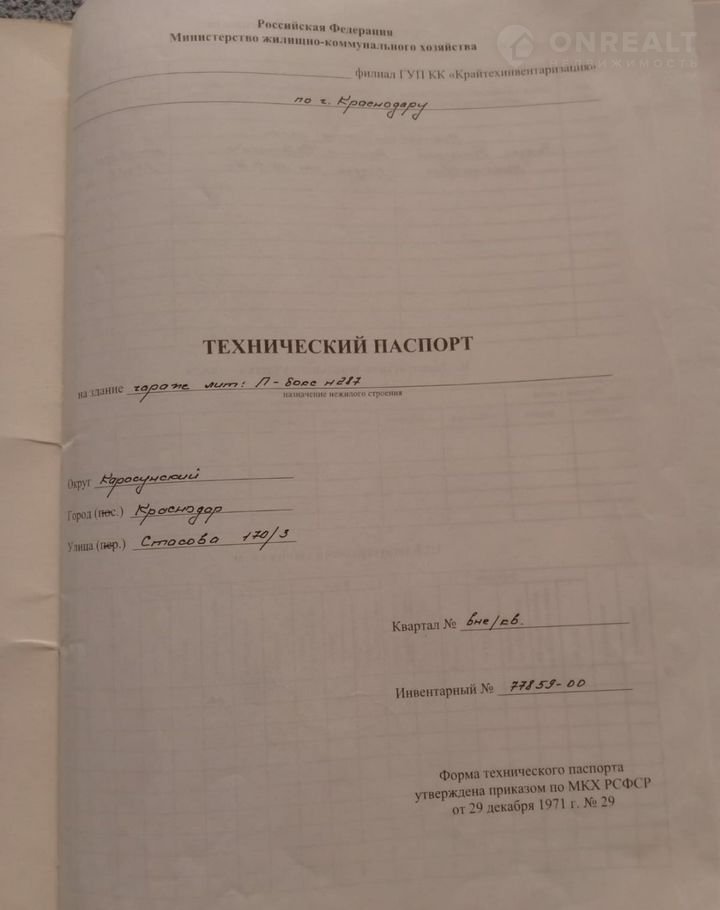 Российская Федерация
Министерство жилищно-коммунального хозяйства
ONREALT
НЕДВИЖИМОСТЬ
филиал ГУП КК «Крайтехинвентаризация»
по г. Краснодару
ТЕХНИЧЕСКИЙ ПАСПОРТ
на здание гараж лит: П - бокс №287
назначение нежилого строения
Округ Карасунский
Город (пос.) Краснодар
Улица (пер.) Стасова 170/3
Квартал № вне/кв.
Инвентарный № 77859-00
Форма технического паспорта
утверждена приказом по МКХ РСФСР
от 29 декабря 1971 г. № 29